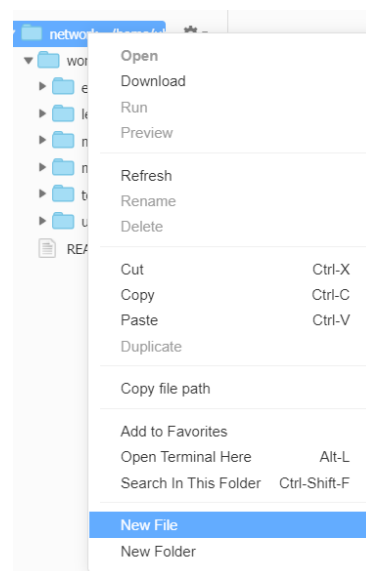 Open
Download
Run
Preview
Refresh
Rename
Delete
Cut Ctrl-X
Copy Ctrl-C
Paste Ctrl-V
Duplicate
Copy file path
Add to Favorites
Open Terminal Here Alt-L
Search In This Folder Ctrl-Shift-F
New File
New Folder